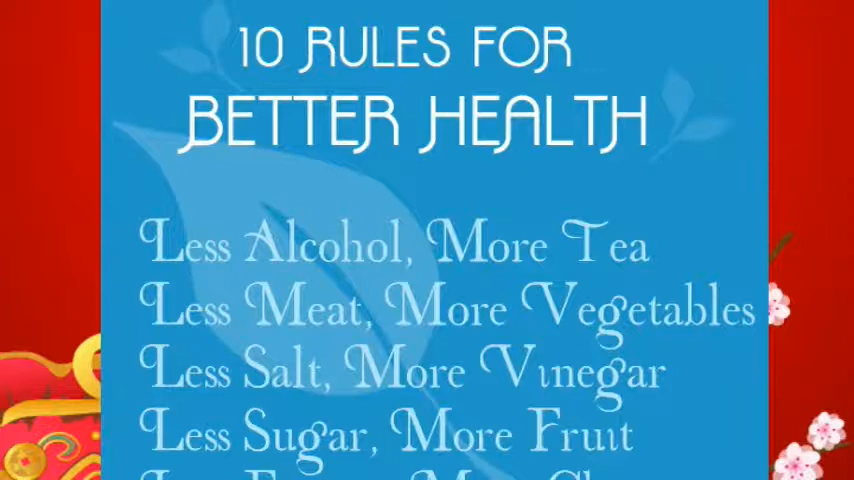 10 RULES FOR
BETTER HEALTH
Less Alcohol, More Tea
Less Meat, More Vegetables
Less Salt, More Vinegar
Less Sugar, More Fruit